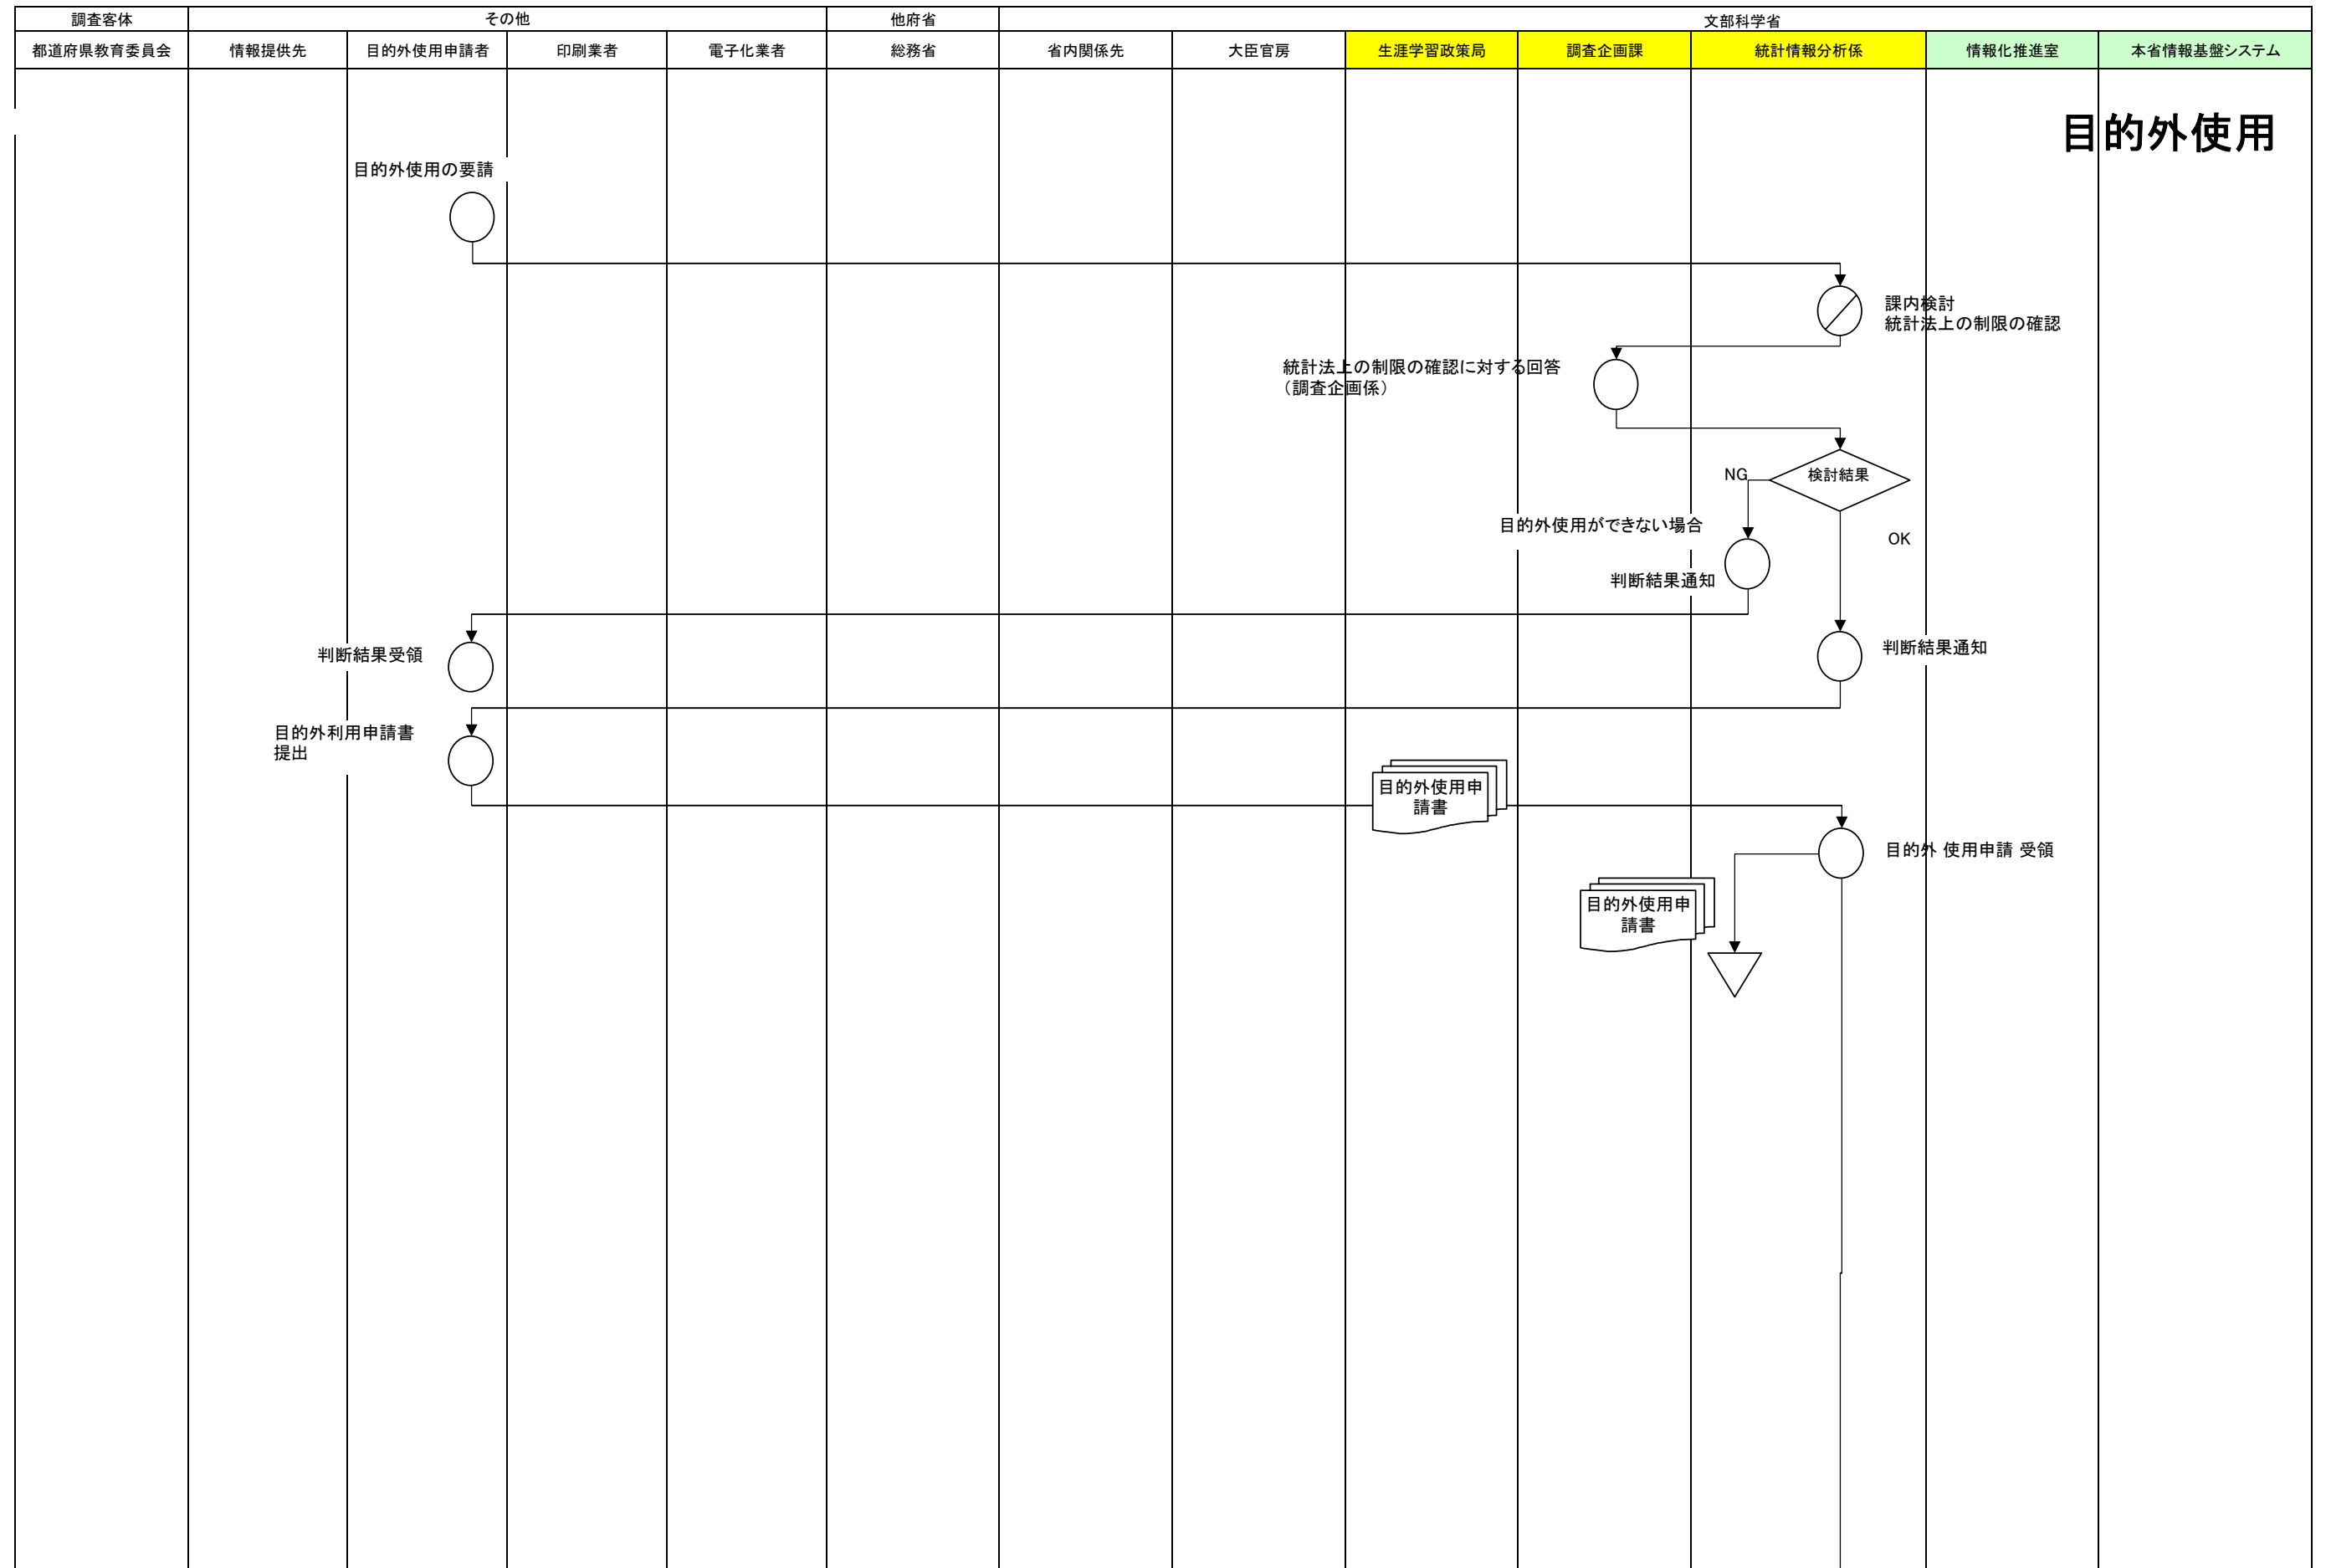 調査客体
その他
他府省
文部科学省
都道府県教育委員会
情報提供先
目的外使用申請者
印刷業者
電子化業者
総務省
省内関係先
大臣官房
生涯学習政策局
調査企画課
統計情報分析係
情報化推進室
本省情報基盤システム
目的外使用
目的外使用の要請
課内検討
統計法上の制限の確認
統計法上の制限の確認に対する回答
（調査企画係）
NG
検討結果
目的外使用ができない場合
OK
判断結果通知
判断結果受領
判断結果通知
目的外利用申請書
提出
目的外使用申
請書
目的外 使用申請 受領
目的外使用申
請書